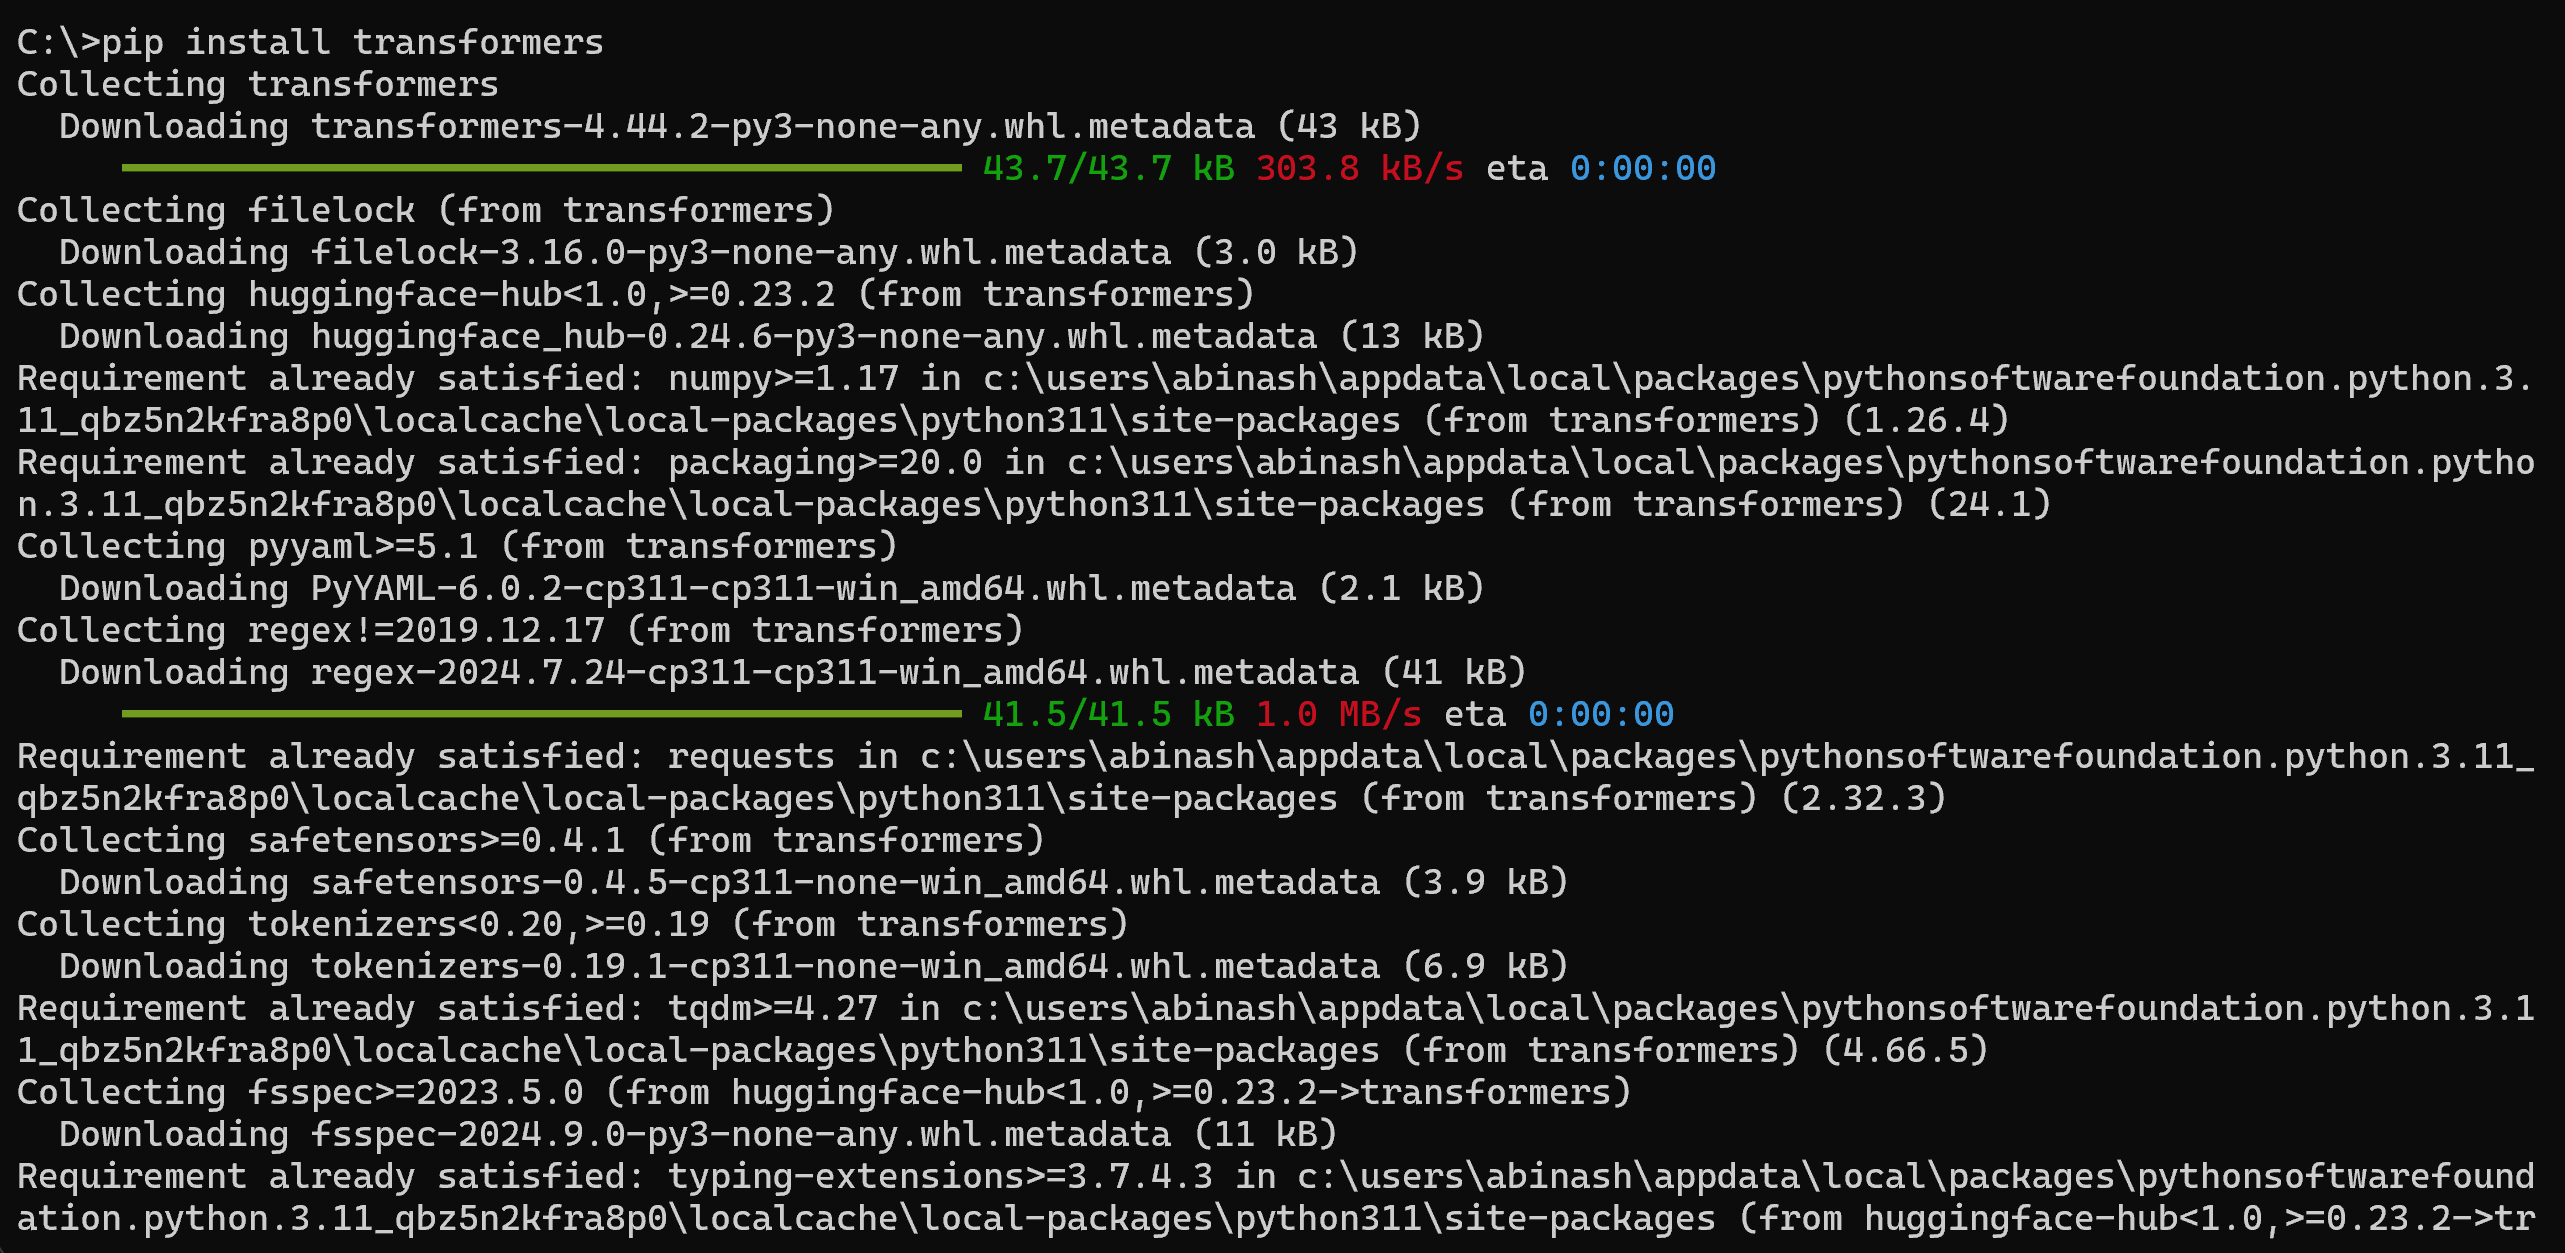 C:\>pip install transformers
Collecting transformers
  Downloading transformers-4.44.2-py3-none-any.whl.metadata (43 kB)
43.7/43.7 kB 303.8 kB/s eta 0:00:00
Collecting filelock (from transformers)
  Downloading filelock-3.16.0-py3-none-any.whl.metadata (3.0 kB)
Collecting huggingface-hub<1.0,>=0.23.2 (from transformers)
  Downloading huggingface_hub-0.24.6-py3-none-any.whl.metadata (13 kB)
Requirement already satisfied: numpy>=1.17 in c:\users\abinash\appdata\local\packages\pythonsoftwarefoundation.python.3.
11_qbz5n2kfra8p0\localcache\local-packages\python311\site-packages (from transformers) (1.26.4)
Requirement already satisfied: packaging>=20.0 in c:\users\abinash\appdata\local\packages\pythonsoftwarefoundation.pytho
n.3.11_qbz5n2kfra8p0\localcache\local-packages\python311\site-packages (from transformers) (24.1)
Collecting pyyaml>=5.1 (from transformers)
  Downloading PyYAML-6.0.2-cp311-cp311-win_amd64.whl.metadata (2.1 kB)
Collecting regex!=2019.12.17 (from transformers)
  Downloading regex-2024.7.24-cp311-cp311-win_amd64.whl.metadata (41 kB)
41.5/41.5 kB 1.0 MB/s eta 0:00:00
Requirement already satisfied: requests in c:\users\abinash\appdata\local\packages\pythonsoftwarefoundation.python.3.11_
qbz5n2kfra8p0\localcache\local-packages\python311\site-packages (from transformers) (2.32.3)
Collecting safetensors>=0.4.1 (from transformers)
  Downloading safetensors-0.4.5-cp311-none-win_amd64.whl.metadata (3.9 kB)
Collecting tokenizers<0.20,>=0.19 (from transformers)
  Downloading tokenizers-0.19.1-cp311-none-win_amd64.whl.metadata (6.9 kB)
Requirement already satisfied: tqdm>=4.27 in c:\users\abinash\appdata\local\packages\pythonsoftwarefoundation.python.3.1
1_qbz5n2kfra8p0\localcache\local-packages\python311\site-packages (from transformers) (4.66.5)
Collecting fsspec>=2023.5.0 (from huggingface-hub<1.0,>=0.23.2->transformers)
  Downloading fsspec-2024.9.0-py3-none-any.whl.metadata (11 kB)
Requirement already satisfied: typing-extensions>=3.7.4.3 in c:\users\abinash\appdata\local\packages\pythonsoftwarefound
ation.python.3.11_qbz5n2kfra8p0\localcache\local-packages\python311\site-packages (from huggingface-hub<1.0,>=0.23.2->tr